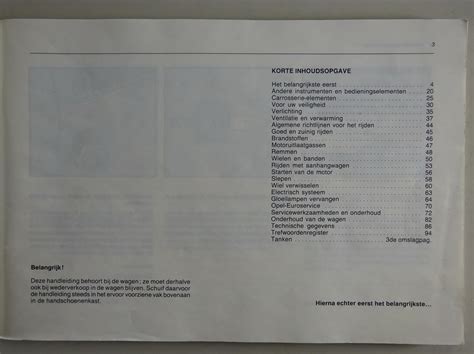 3
KORTE INHOUDSOPGAVE
Het belangrijkste eerst 4
Andere instrumenten en bedieningselementen 20
Carrosserie-elementen 25
Voor uw veiligheid 30
Verlichting 35
Ventilatie en verwarming 37
Algemene richtlijnen voor het rijden 44
Goed en zuinig rijden 45
Brandstoffen 46
Motoruitlaatgassen 47
Remmen 48
Wielen en banden 50
Rijden met aanhangwagen 53
Starten van de motor 56
Slepen 58
Wiel verwisselen 60
Electrisch systeem 63
Gloeilampen vervangen 64
Opel-Euroservice 70
Servicewerkzaamheden en onderhoud 72
Onderhoud van de wagen 82
Technische gegevens 86
Trefwoordenregister 94
Tanken 3de omslagpag.
Belangrijk!
Deze handleiding behoort bij de wagen; ze moet derhalve
ook bij wederverkoop in de wagen blijven. Schuif daarvoor
de handleiding steeds in het ervoor voorziene vak bovenaan
in de handschoenenkast.
Hierna echter eerst het belangrijkste...